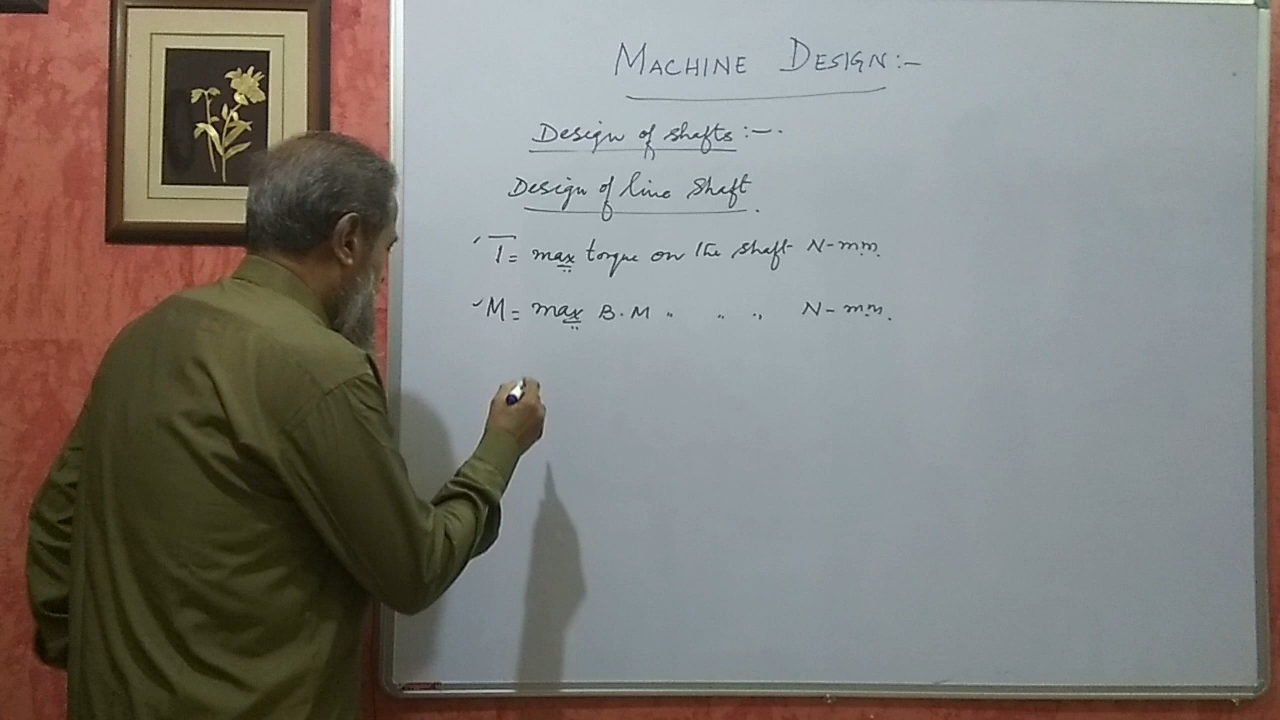 MACHINE DESIGN:-
Design of shafts:-.
Design of line Shaft.
T= max torque on the shaft N-mm
M= max B.M " " " N-mm.